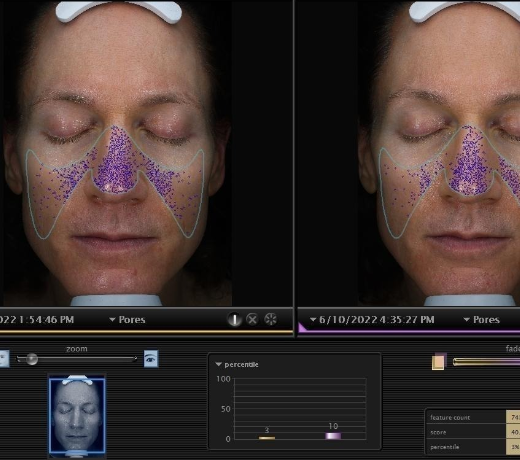 022 1:54:46 PM
Pores
6/10/2022 4:35:27 PM
Pores
zoom
fade
percentile
100
50
0
3
10
feature count
score
percentile